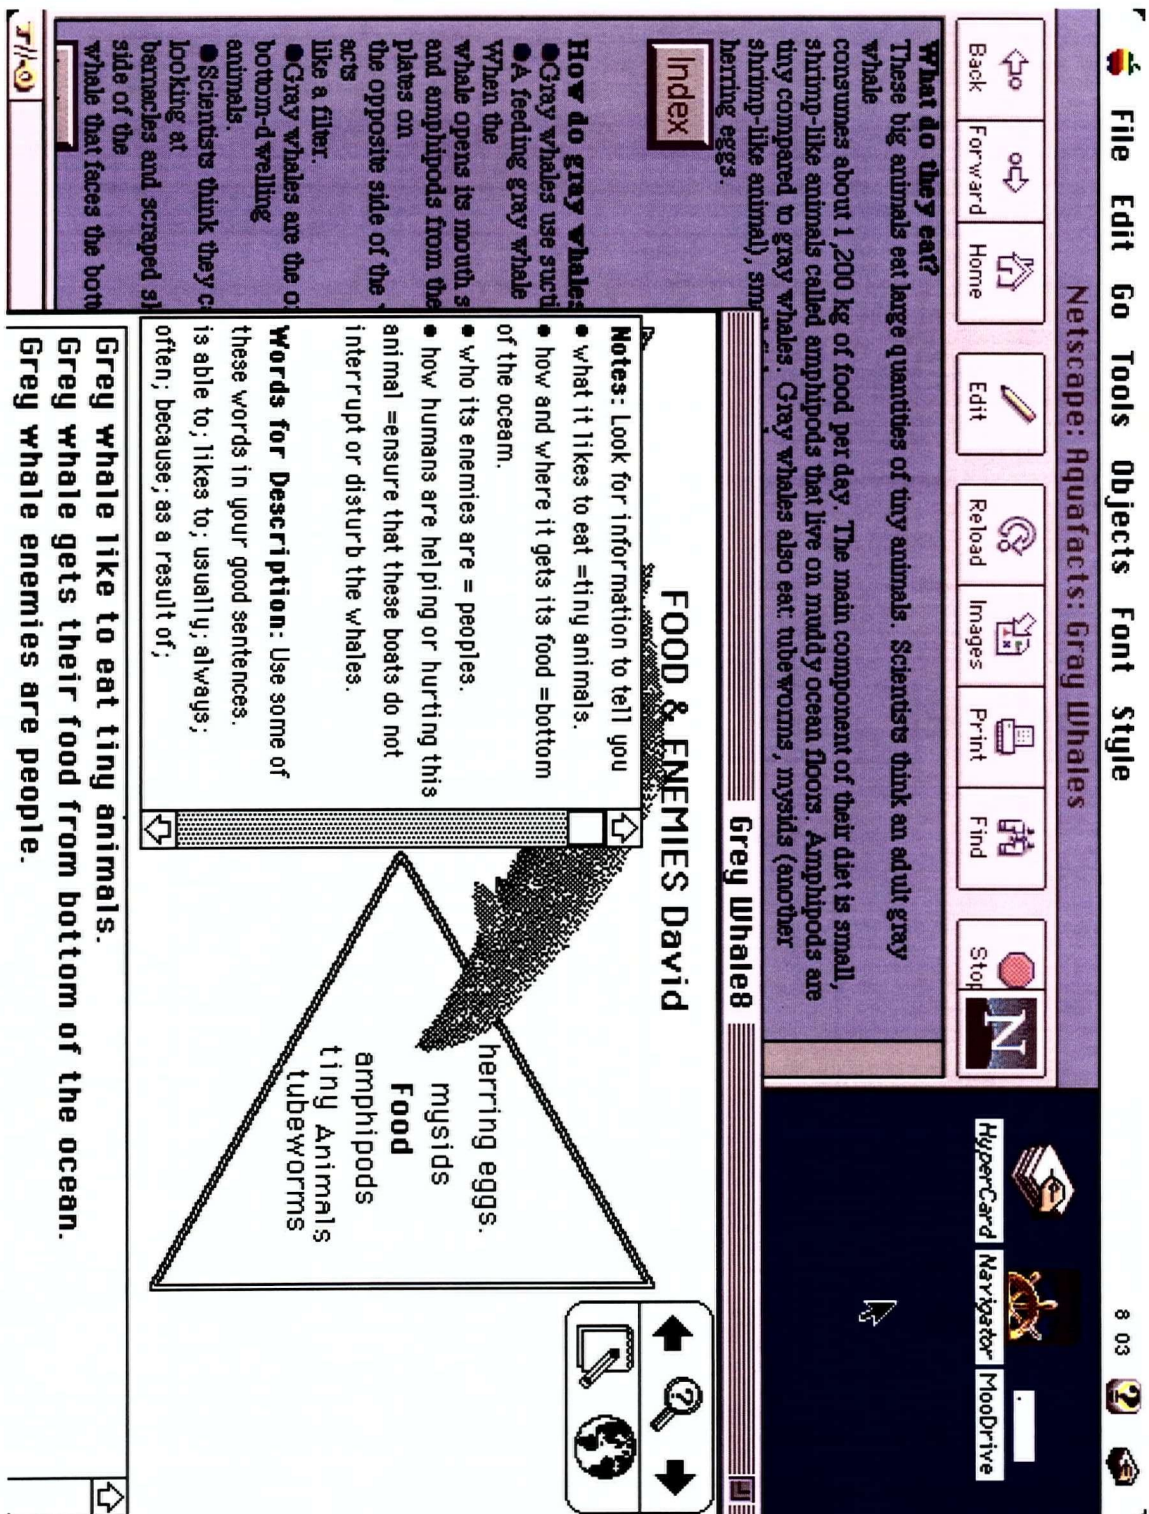 File Edit Go Tools Objects Font Style
8 03
Netscape: Aquafacts: Gray Whales
Back Forward Home Edit Reload Images Print Find Stop
N
HyperCard Navigator MooDrive
What do they eat?
These big animals eat large quantities of tiny animals. Scientists think an adult gray
whale
consumes about 1,200 kg of food per day. The main component of their diet is small,
shrimp-like animals called amphipods that live on muddy ocean floors. Amphipods are
tiny compared to gray whales. Gray whales also eat: tubeworms, mysids (another
shrimp-like animal),
herring eggs.
Index
How do gray whales
●Gray whales use
●A feeding gray whale
When the
whale opens its mouth
and amphipods from the
plates on
the opposite side of the
acts
like a filter.
●Gray whales are the
bottom-dwelling
animals.
●Scientists think they
looking at
barnacles and scraped
side of the
whale that faces the
Grey Whale8
FOOD & ENEMIES David
Notes: Look for information to tell you
● what it likes to eat =tiny animals.
● how and where it gets its food =bottom
of the oceam.
● who its enemies are = peoples.
● how humans are helping or hurting this
animal =ensure that these boats do not
interrupt or disturb the whales.
Words for Description: Use some of
these words in your good sentences.
is able to; likes to; usually; always;
often; because; as a result of;
herring eggs.
mysids
Food
amphipods
tiny Animals
tubeworms
Grey whale like to eat tiny animals.
Grey whale gets their food from bottom of the ocean.
Grey whale enemies are people.